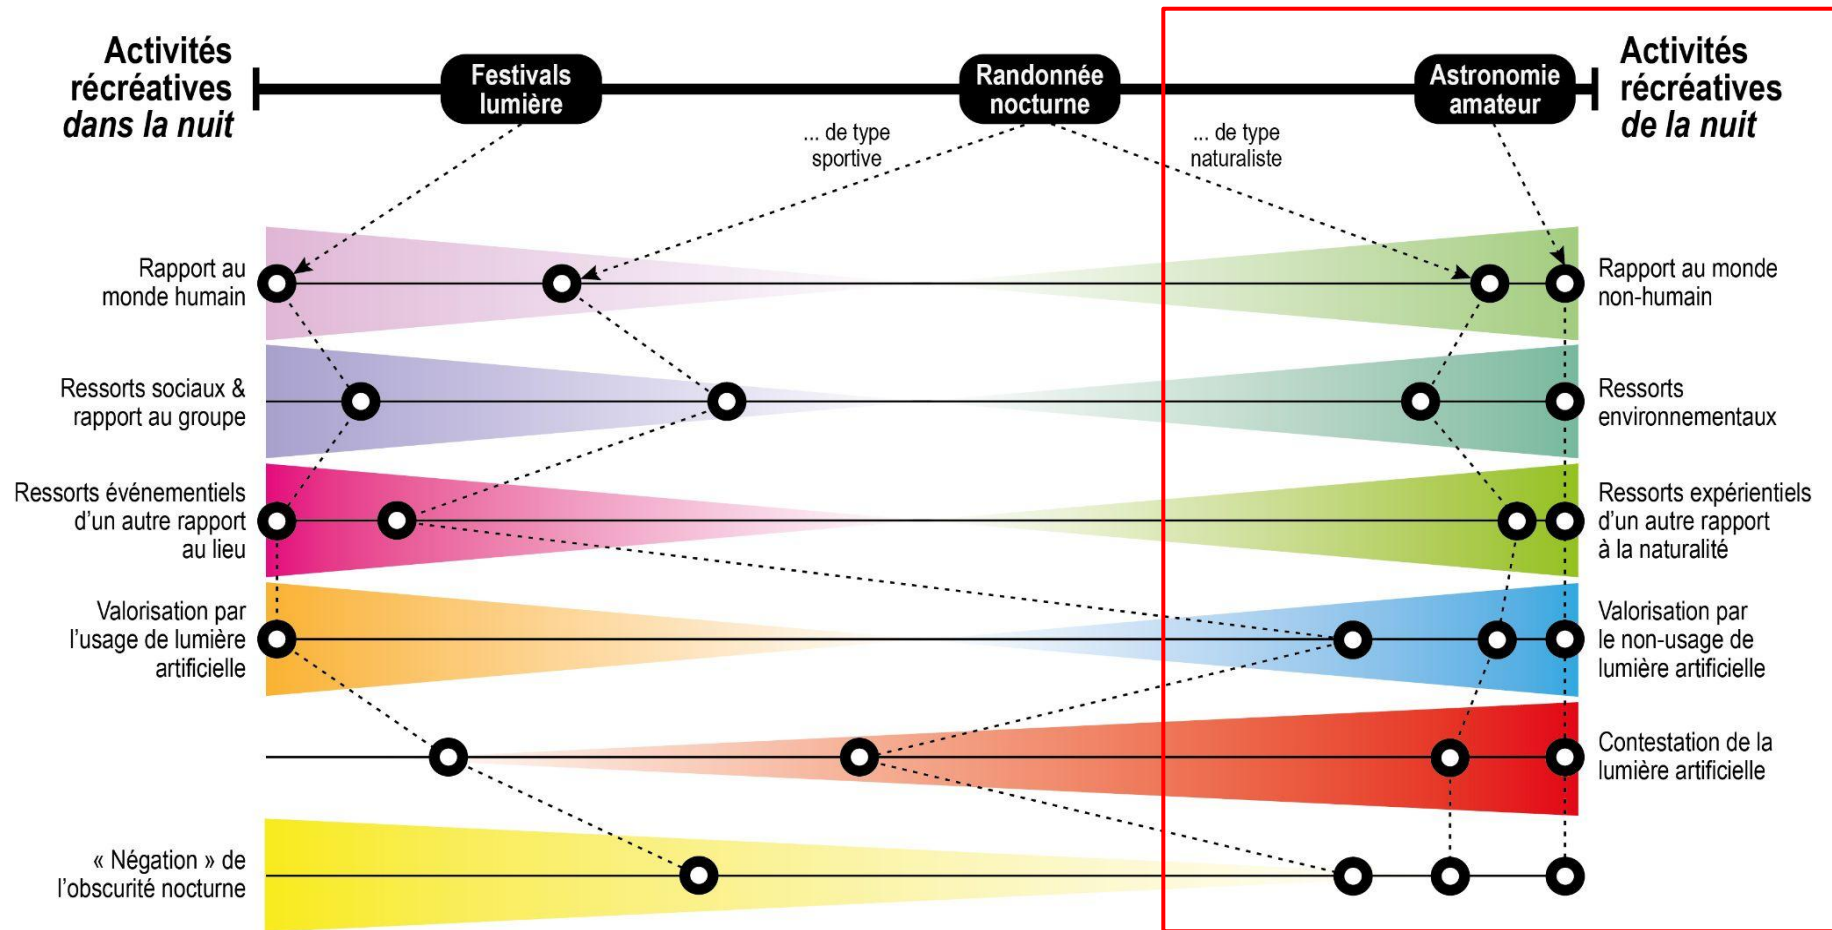 Activités
récréatives
dans la nuit
Festivals
lumière
Randonnée
nocturne
Astronomie
amateur
Activités
récréatives
de la nuit
... de type
sportive
... de type
naturaliste
Rapport au
monde humain
Rapport au monde
non-humain
Ressorts sociaux &
rapport au groupe
Ressorts
environnementaux
Ressorts événementiels
d'un autre rapport
au lieu
Ressorts expérientiels
d'un autre rapport
à la naturalité
Valorisation par
l'usage de lumière
artificielle
Valorisation par
le non-usage de
lumière artificielle
Contestation de la
lumière artificielle
« Négation » de
l'obscurité nocturne